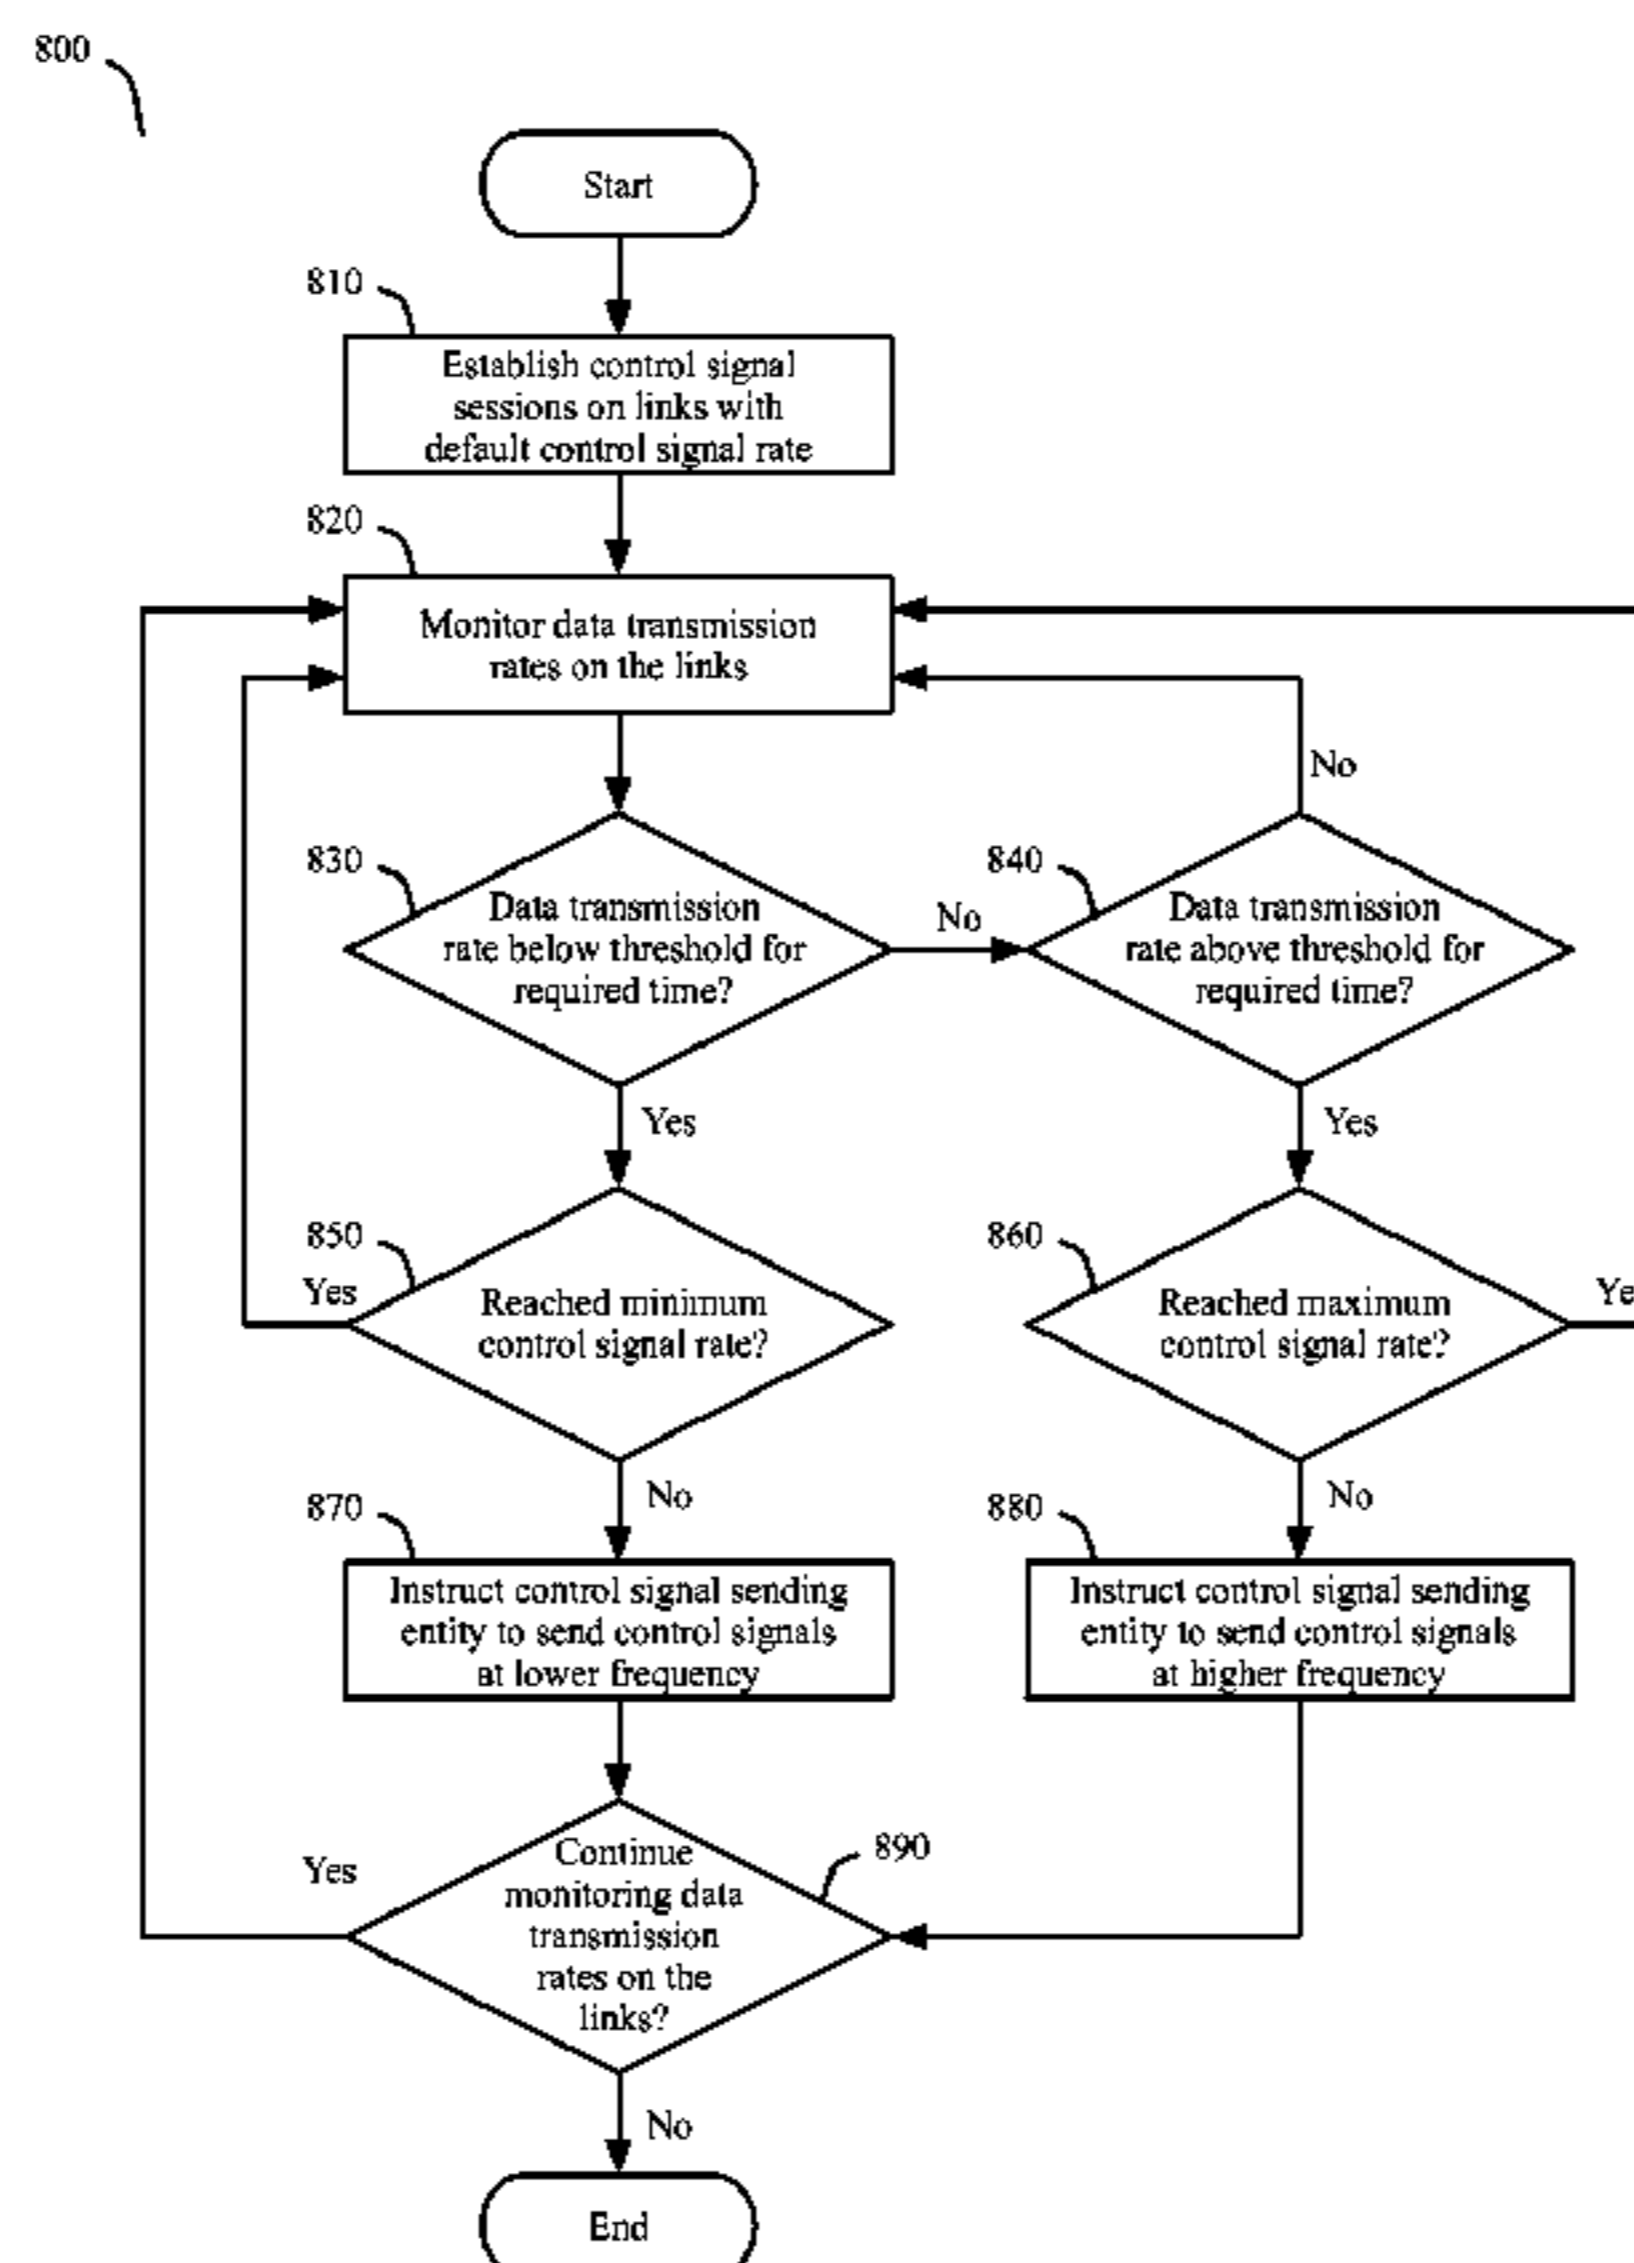 800
Start
810
Establish control signal
sessions on links with
default control signal rate
820
Monitor data transmission
rates on the links
No
830
Data transmission
rate below threshold for
required time?
No
840
Data transmission
rate above threshold for
required time?
Yes
Yes
850
Yes
Reached minimum
control signal rate?
860
Reached maximum
control signal rate?
Ye
No
No
870
Instruct control signal sending
entity to send control signals
at lower frequency
880
Instruct control signal sending
entity to send control signals
at higher frequency
Yes
Continue
monitoring data
transmission
rates on the
links?
890
No
End